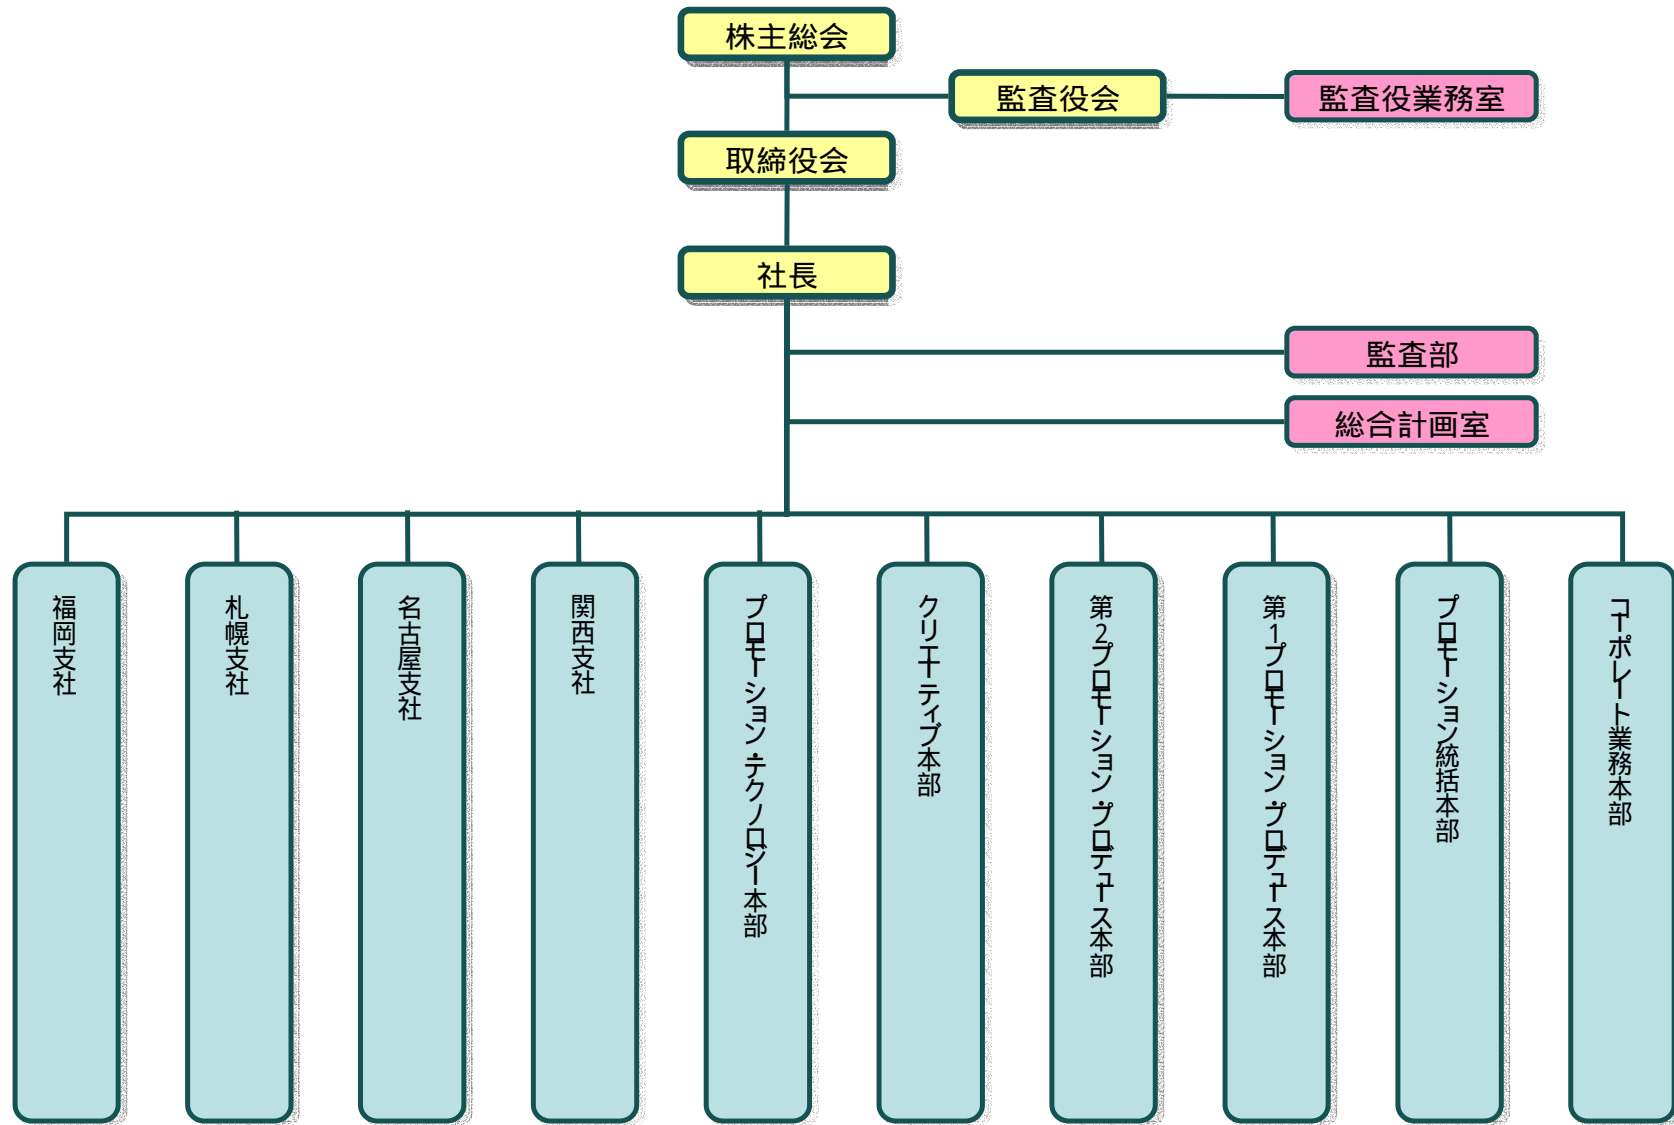 株主総会
監査役会
監査役業務室
取締役会
社長
監査部
総合計画室
コーポレート業務本部
プロモーション統括本部
第1プロモーション・プロデュース本部
第2プロモーション・プロデュース本部
クリエーティブ本部
プロモーション・テクノロジー本部
関西支社
名古屋支社
札幌支社
福岡支社